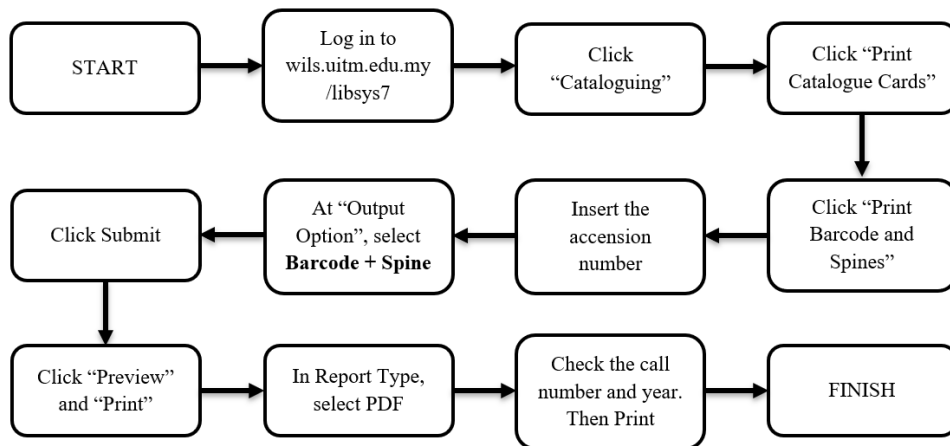 START
Log in to
wils.uitm.edu.my
/libsys7
Click
“Cataloguing”
Click “Print
Catalogue Cards”
Click “Print
Barcode and
Spines”
Insert the
accension
number
At “Output
Option”, select
Barcode + Spine
Click Submit
Click “Preview”
and “Print”
In Report Type,
select PDF
Check the call
number and year.
Then Print
FINISH